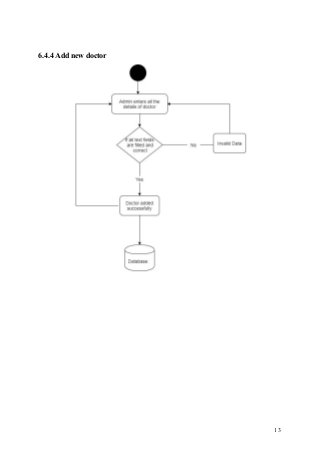 6.4.4 Add new doctor
Admin enters all the
details of doctor
If all text fields
are filled and
correct
No
Invalid Data
Yes
Doctor added
successfully
Database
13